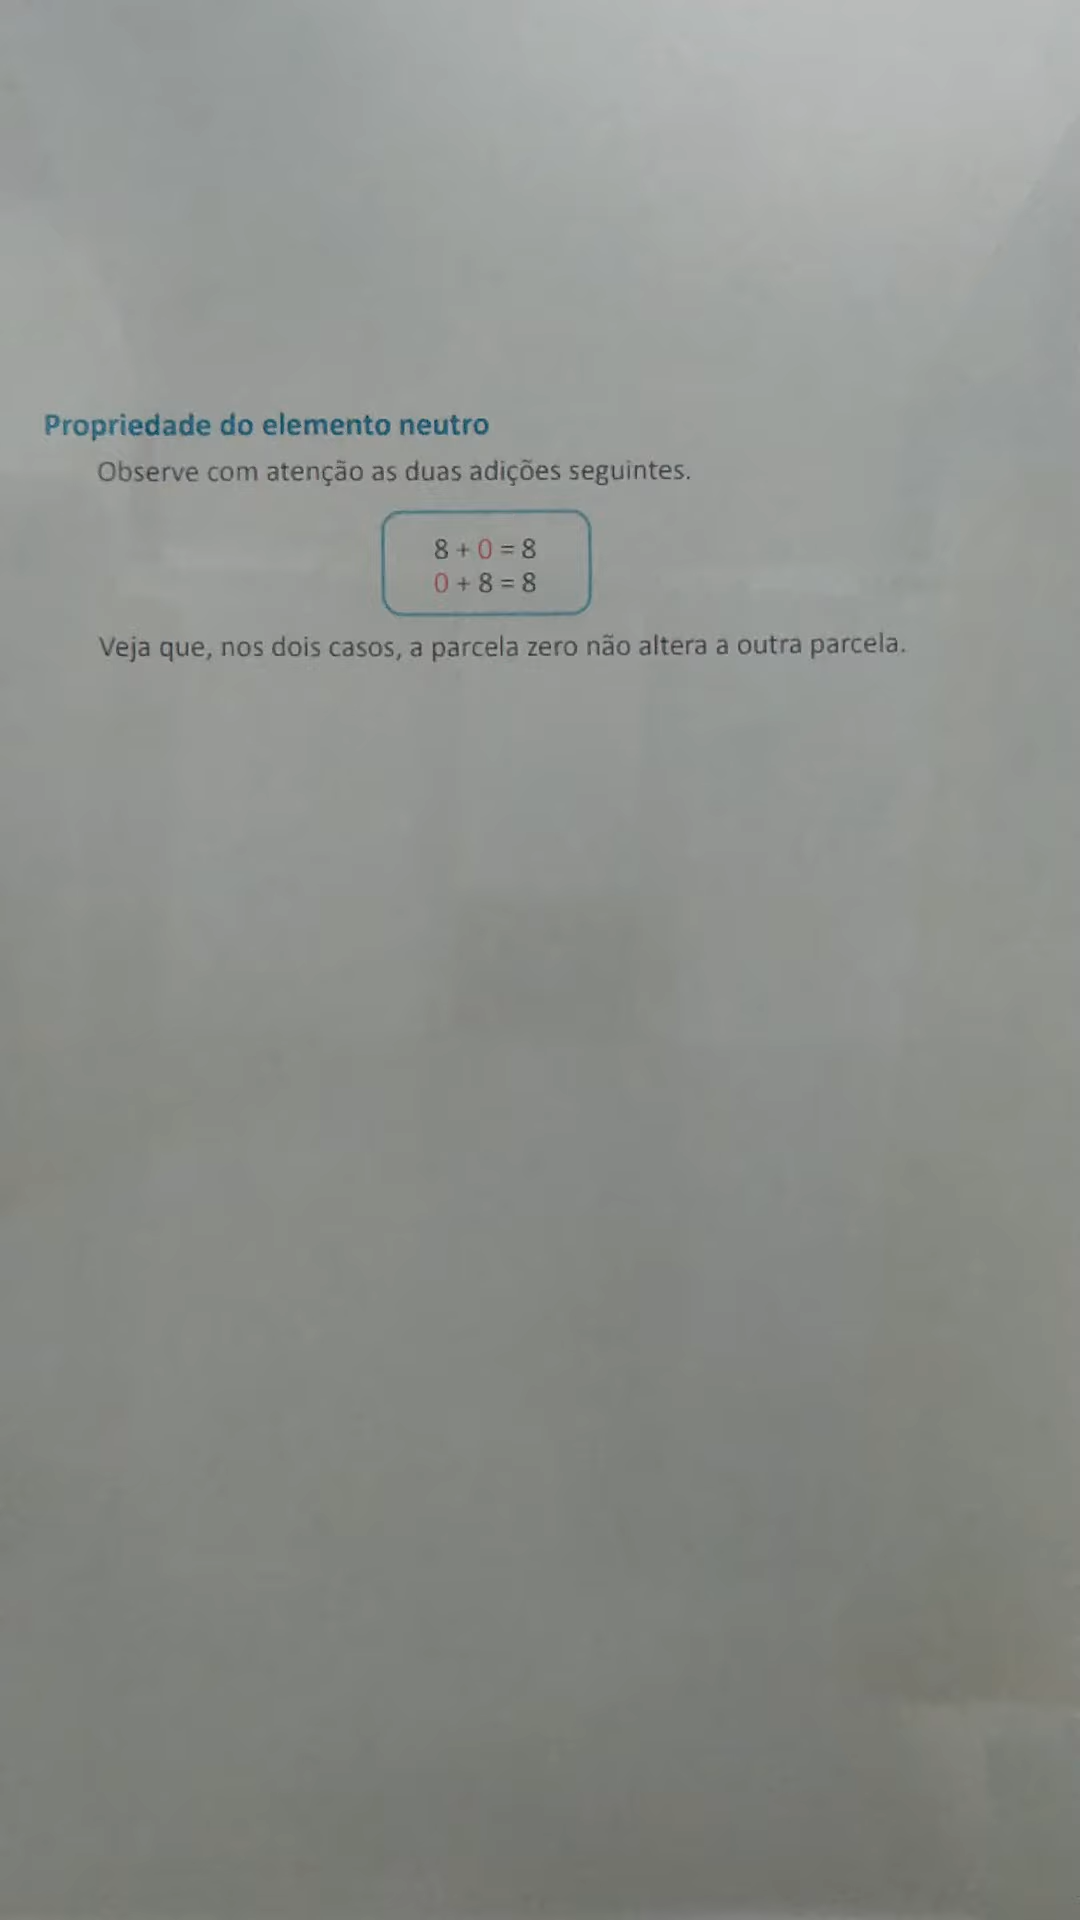 Propriedade do elemento neutro
Observe com atenção as duas adições seguintes.
8 + 0 = 8
0 + 8 = 8
Veja que, nos dois casos, a parcela zero não altera a outra parcela.